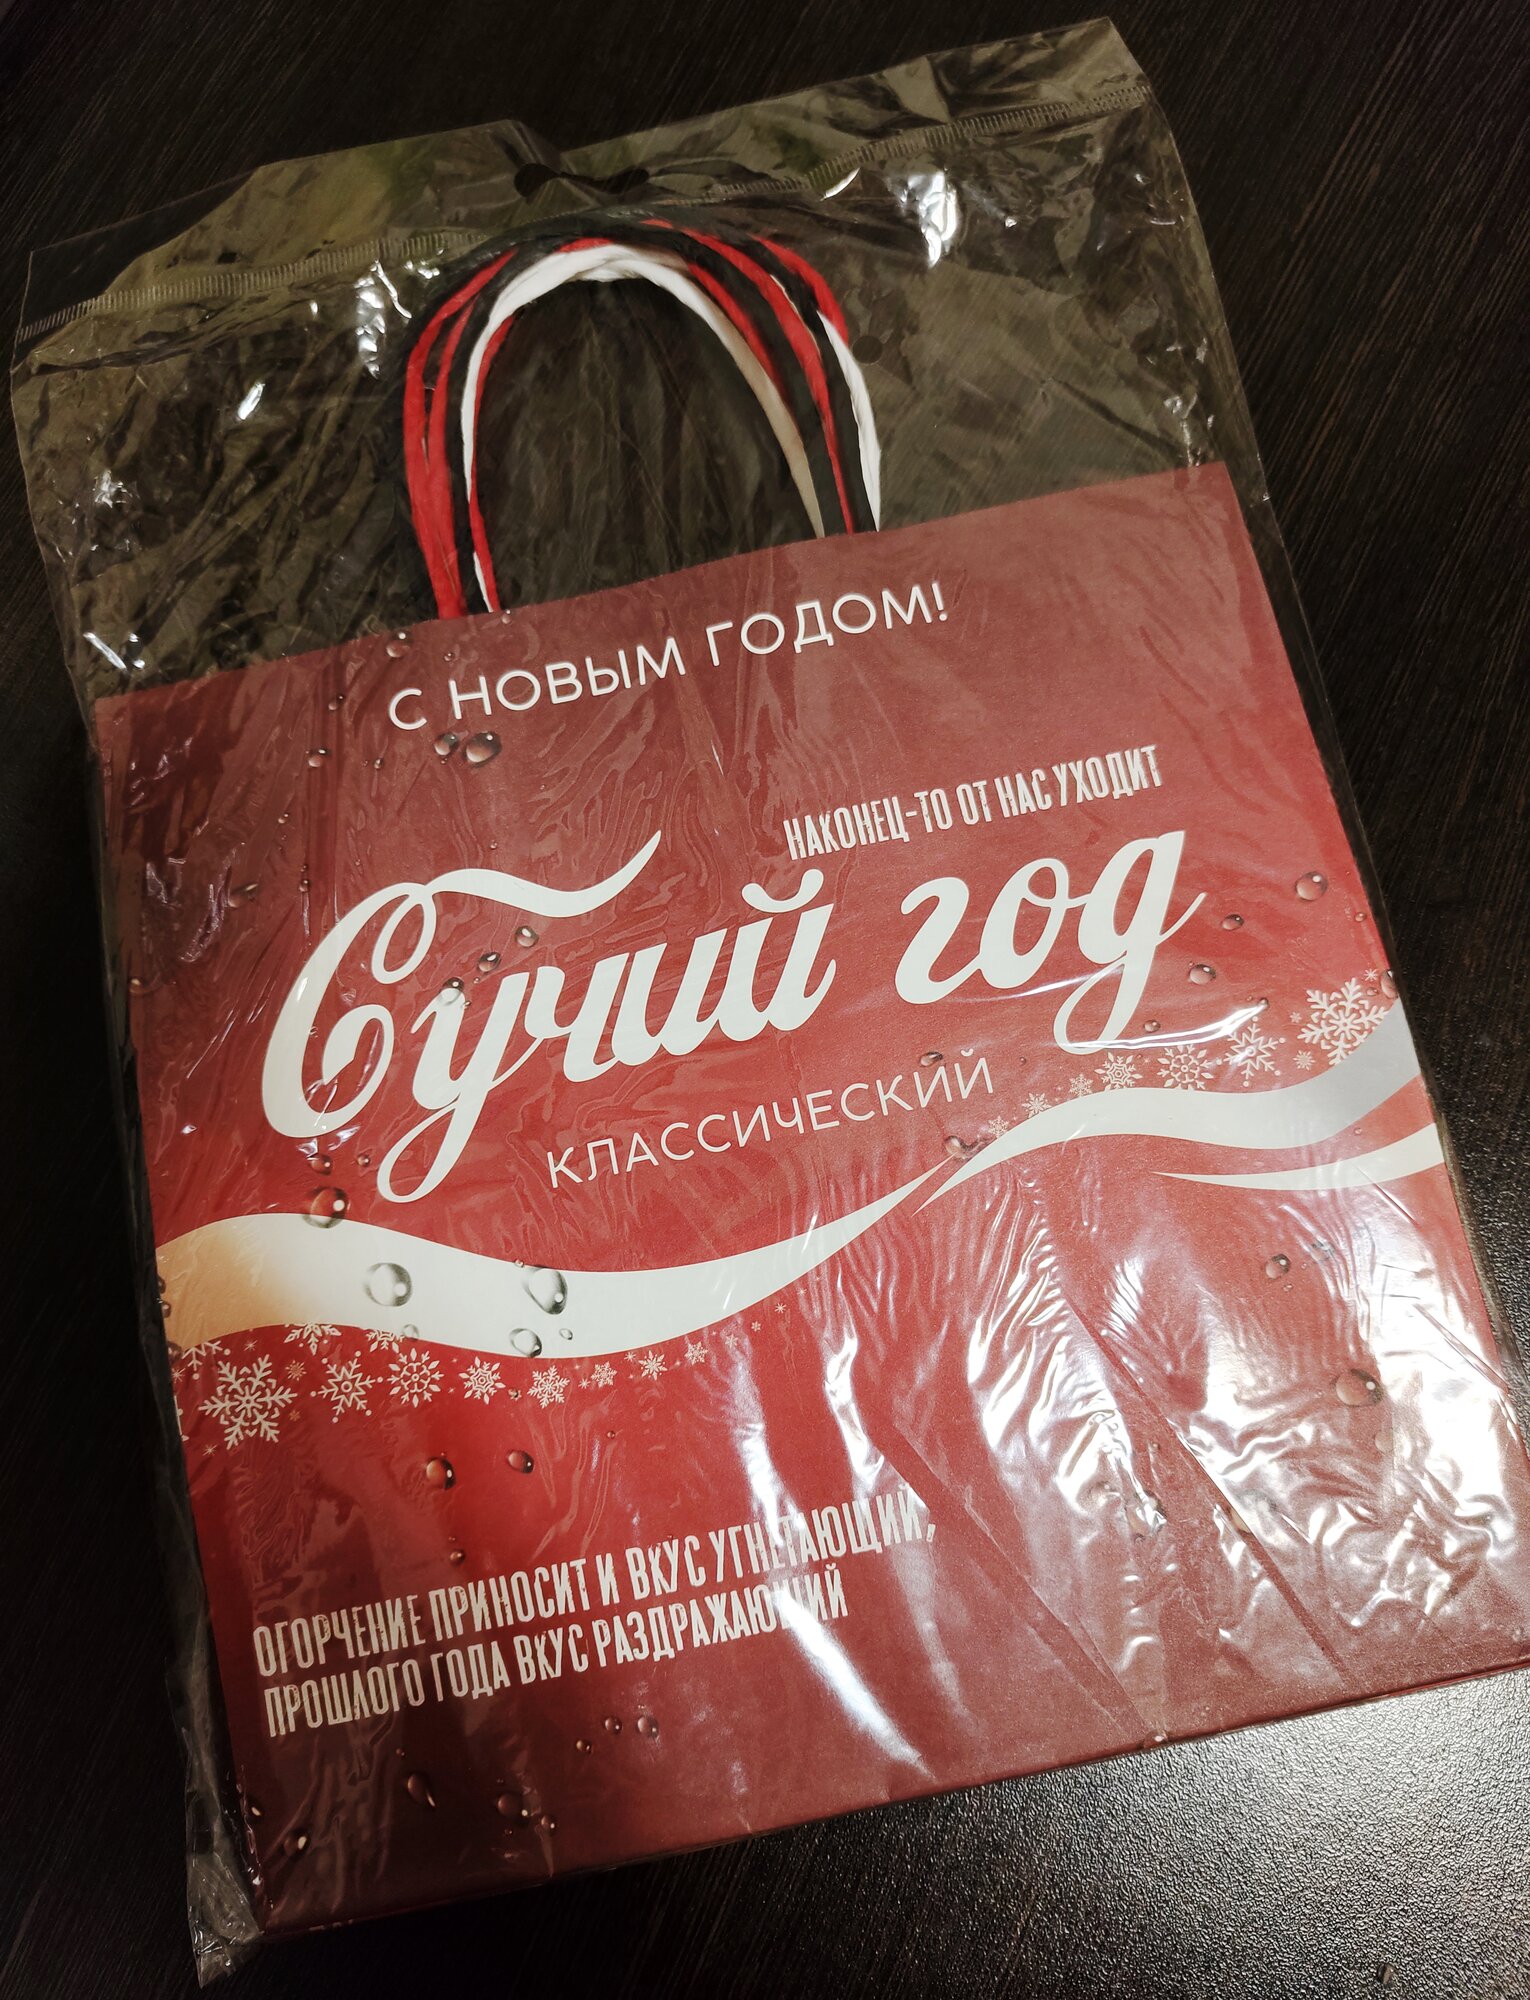 С НОВЫМ ГОДОМ!
НАКОНЕЦ-ТО ОТ НАС УХОДИТ
Сучий год
КЛАССИЧЕСКИЙ
ОГОРЧЕНИЕ ПРИНОСИТ И ВКУС УГНЕТАЮЩИЙ,
ПРОШЛОГО ГОДА ВКУС РАЗДРАЖАЮЩИЙ